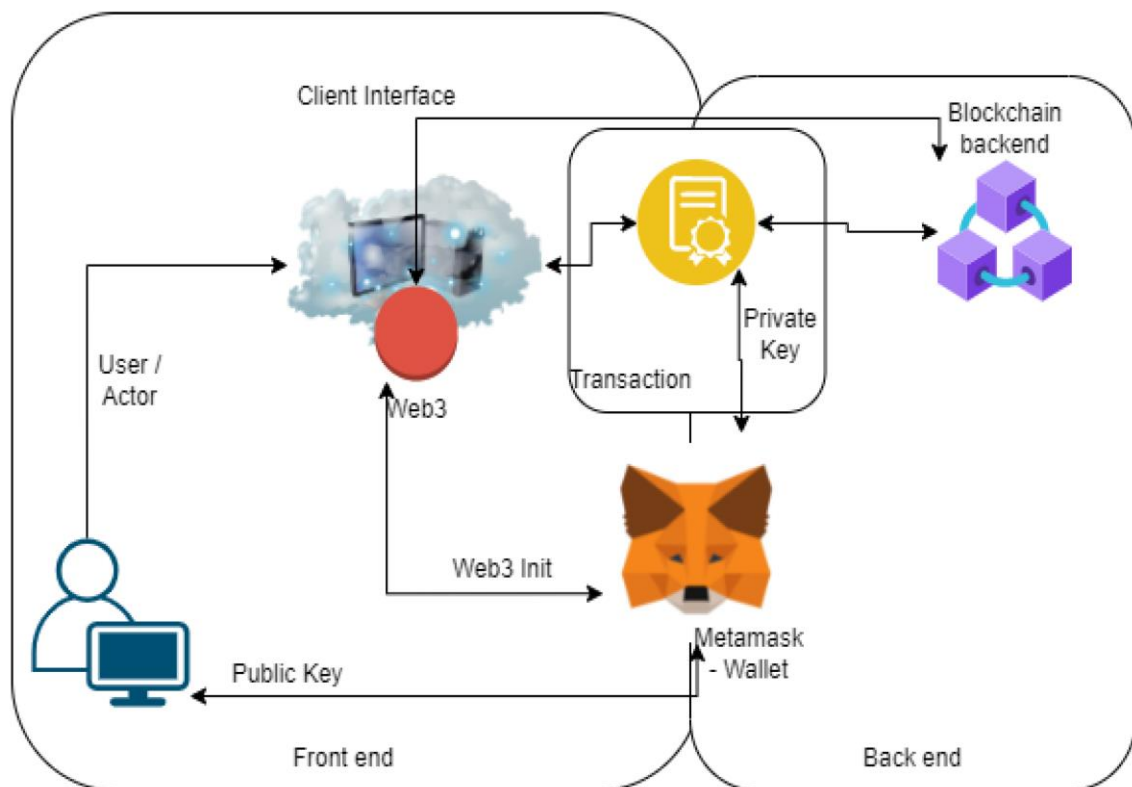 Client Interface
Blockchain
backend
Private
Key
User /
Actor
Transaction
Web3
Web3 Init
Metamask
- Wallet
Public Key
Front end
Back end